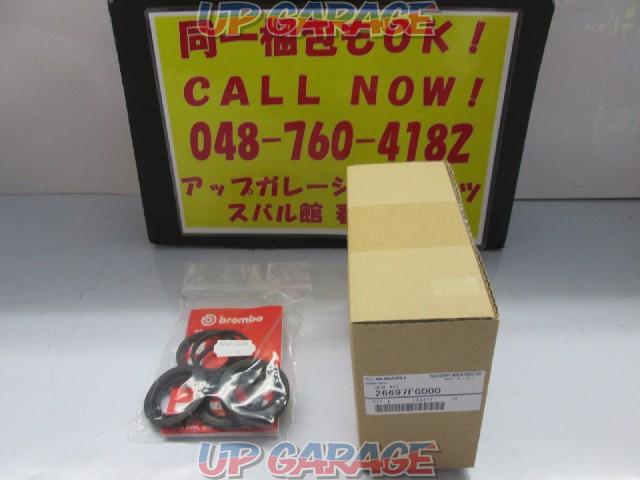 UP GARAGE
同一梱包もOK!
CALL NOW!
048-760-4182
アップガレージ
スバル館
brembo
SUBARU
26697FG000
UP GARAGE